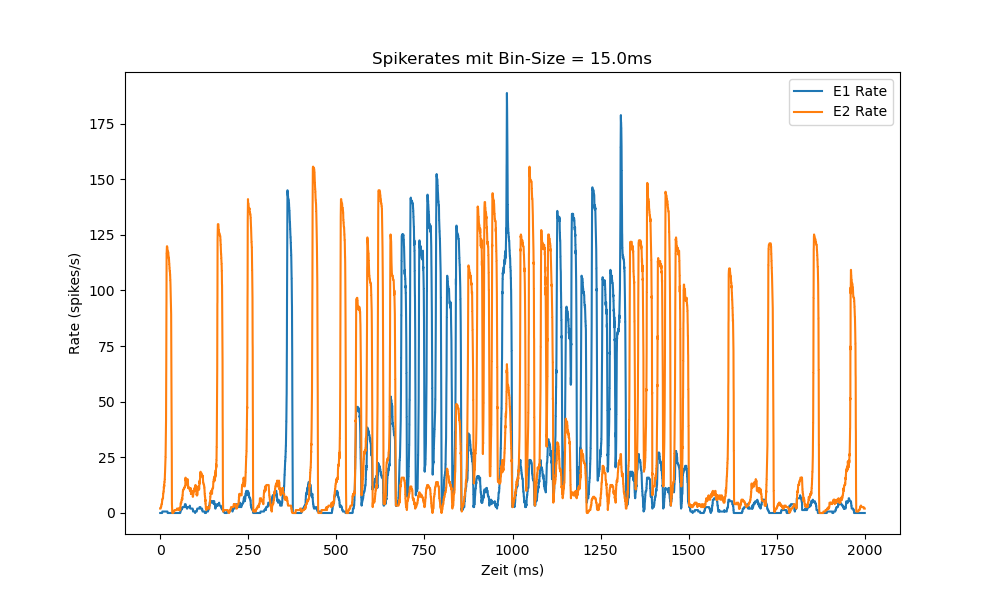 Spikerates mit Bin-Size = 15.0ms
E1 Rate
E2 Rate
Rate (spikes/s)
175
150
125
100
75
50
25
0
0 250 500 750 1000 1250 1500 1750 2000
Zeit (ms)